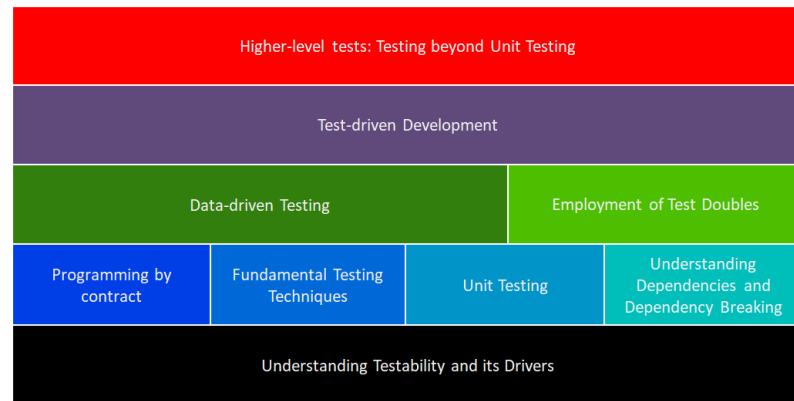 Higher-level tests: Testing beyond Unit Testing
Test-driven Development
Data-driven Testing
Employment of Test Doubles
Programming by
contract
Fundamental Testing
Techniques
Unit Testing
Understanding
Dependencies and
Dependency Breaking
Understanding Testability and its Drivers